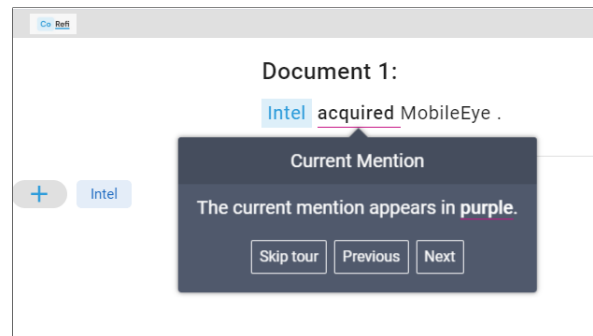 Co Refi
Document 1:
Intel acquired MobileEye .
Current Mention
The current mention appears in purple.
Skip tour Previous Next
Intel